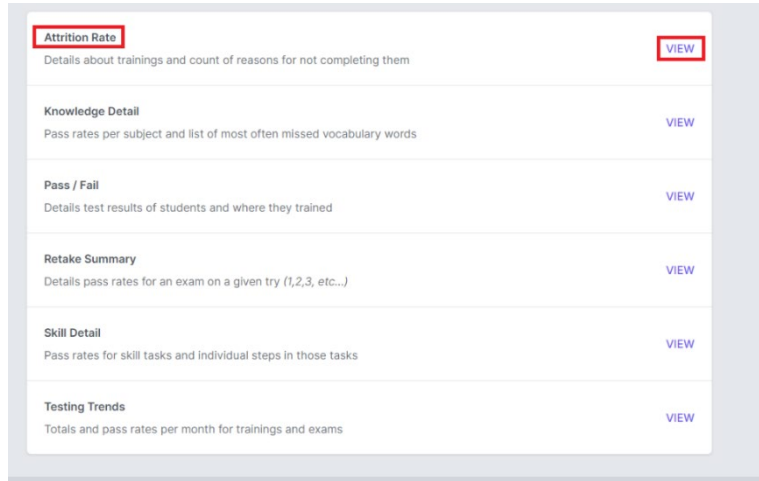 Attrition Rate
VIEW
Details about trainings and count of reasons for not completing them
Knowledge Detail
VIEW
Pass rates per subject and list of most often missed vocabulary words
Pass / Fail
VIEW
Details test results of students and where they trained
Retake Summary
VIEW
Details pass rates for an exam on a given try (1,2,3, etc...)
Skill Detail
VIEW
Pass rates for skill tasks and individual steps in those tasks
Testing Trends
VIEW
Totals and pass rates per month for trainings and exams